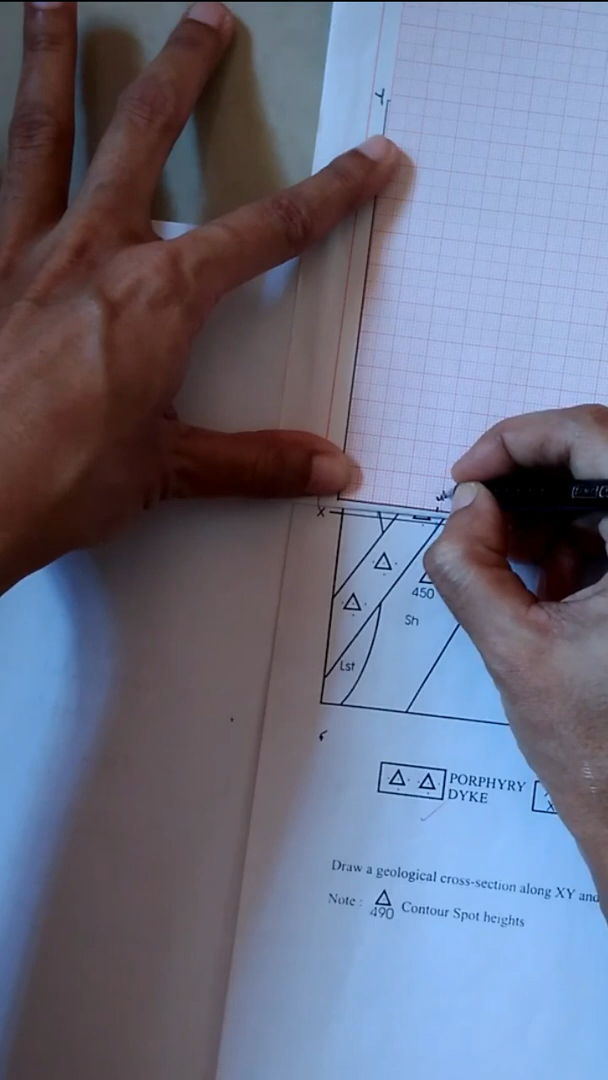 Y
X
450
Sh
Lst
PORPHYRY
DYKE
Draw a geological cross-section along XY and
Note : 490 Contour Spot heights